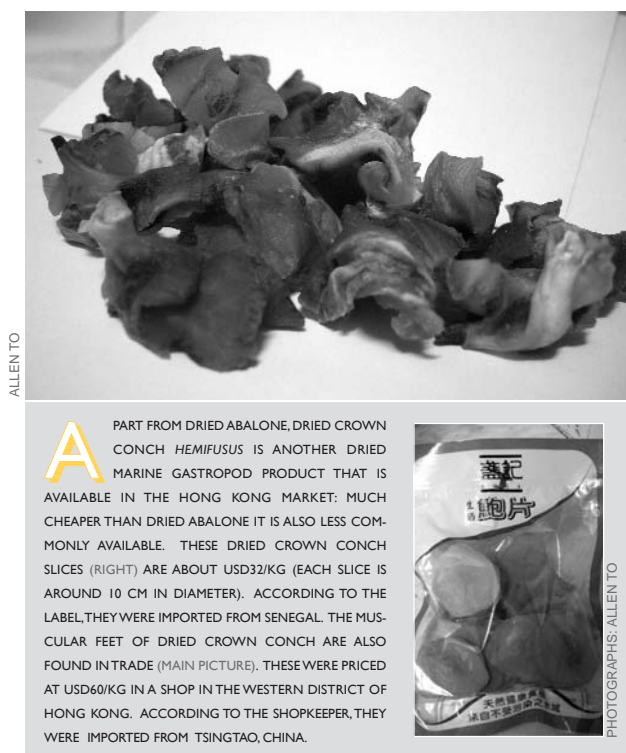 ALLEN TO
APART FROM DRIED ABALONE, DRIED CROWN
CONCH HEMIFUSUS IS ANOTHER DRIED
MARINE GASTROPOD PRODUCT THAT IS
AVAILABLE IN THE HONG KONG MARKET: MUCH
CHEAPER THAN DRIED ABALONE IT IS ALSO LESS COM-
MONLY AVAILABLE. THESE DRIED CROWN CONCH
SLICES (RIGHT) ARE ABOUT USD32/KG (EACH SLICE IS
AROUND 10 CM IN DIAMETER). ACCORDING TO THE
LABEL, THEY WERE IMPORTED FROM SENEGAL. THE MUS-
CULAR FEET OF DRIED CROWN CONCH ARE ALSO
FOUND IN TRADE (MAIN PICTURE). THESE WERE PRICED
AT USD60/KG IN A SHOP IN THE WESTERN DISTRICT OF
HONG KONG. ACCORDING TO THE SHOPKEEPER, THEY
WERE IMPORTED FROM TSINGTAO, CHINA.
鮑片
天然健康
PHOTOGRAPHS: ALLEN TO